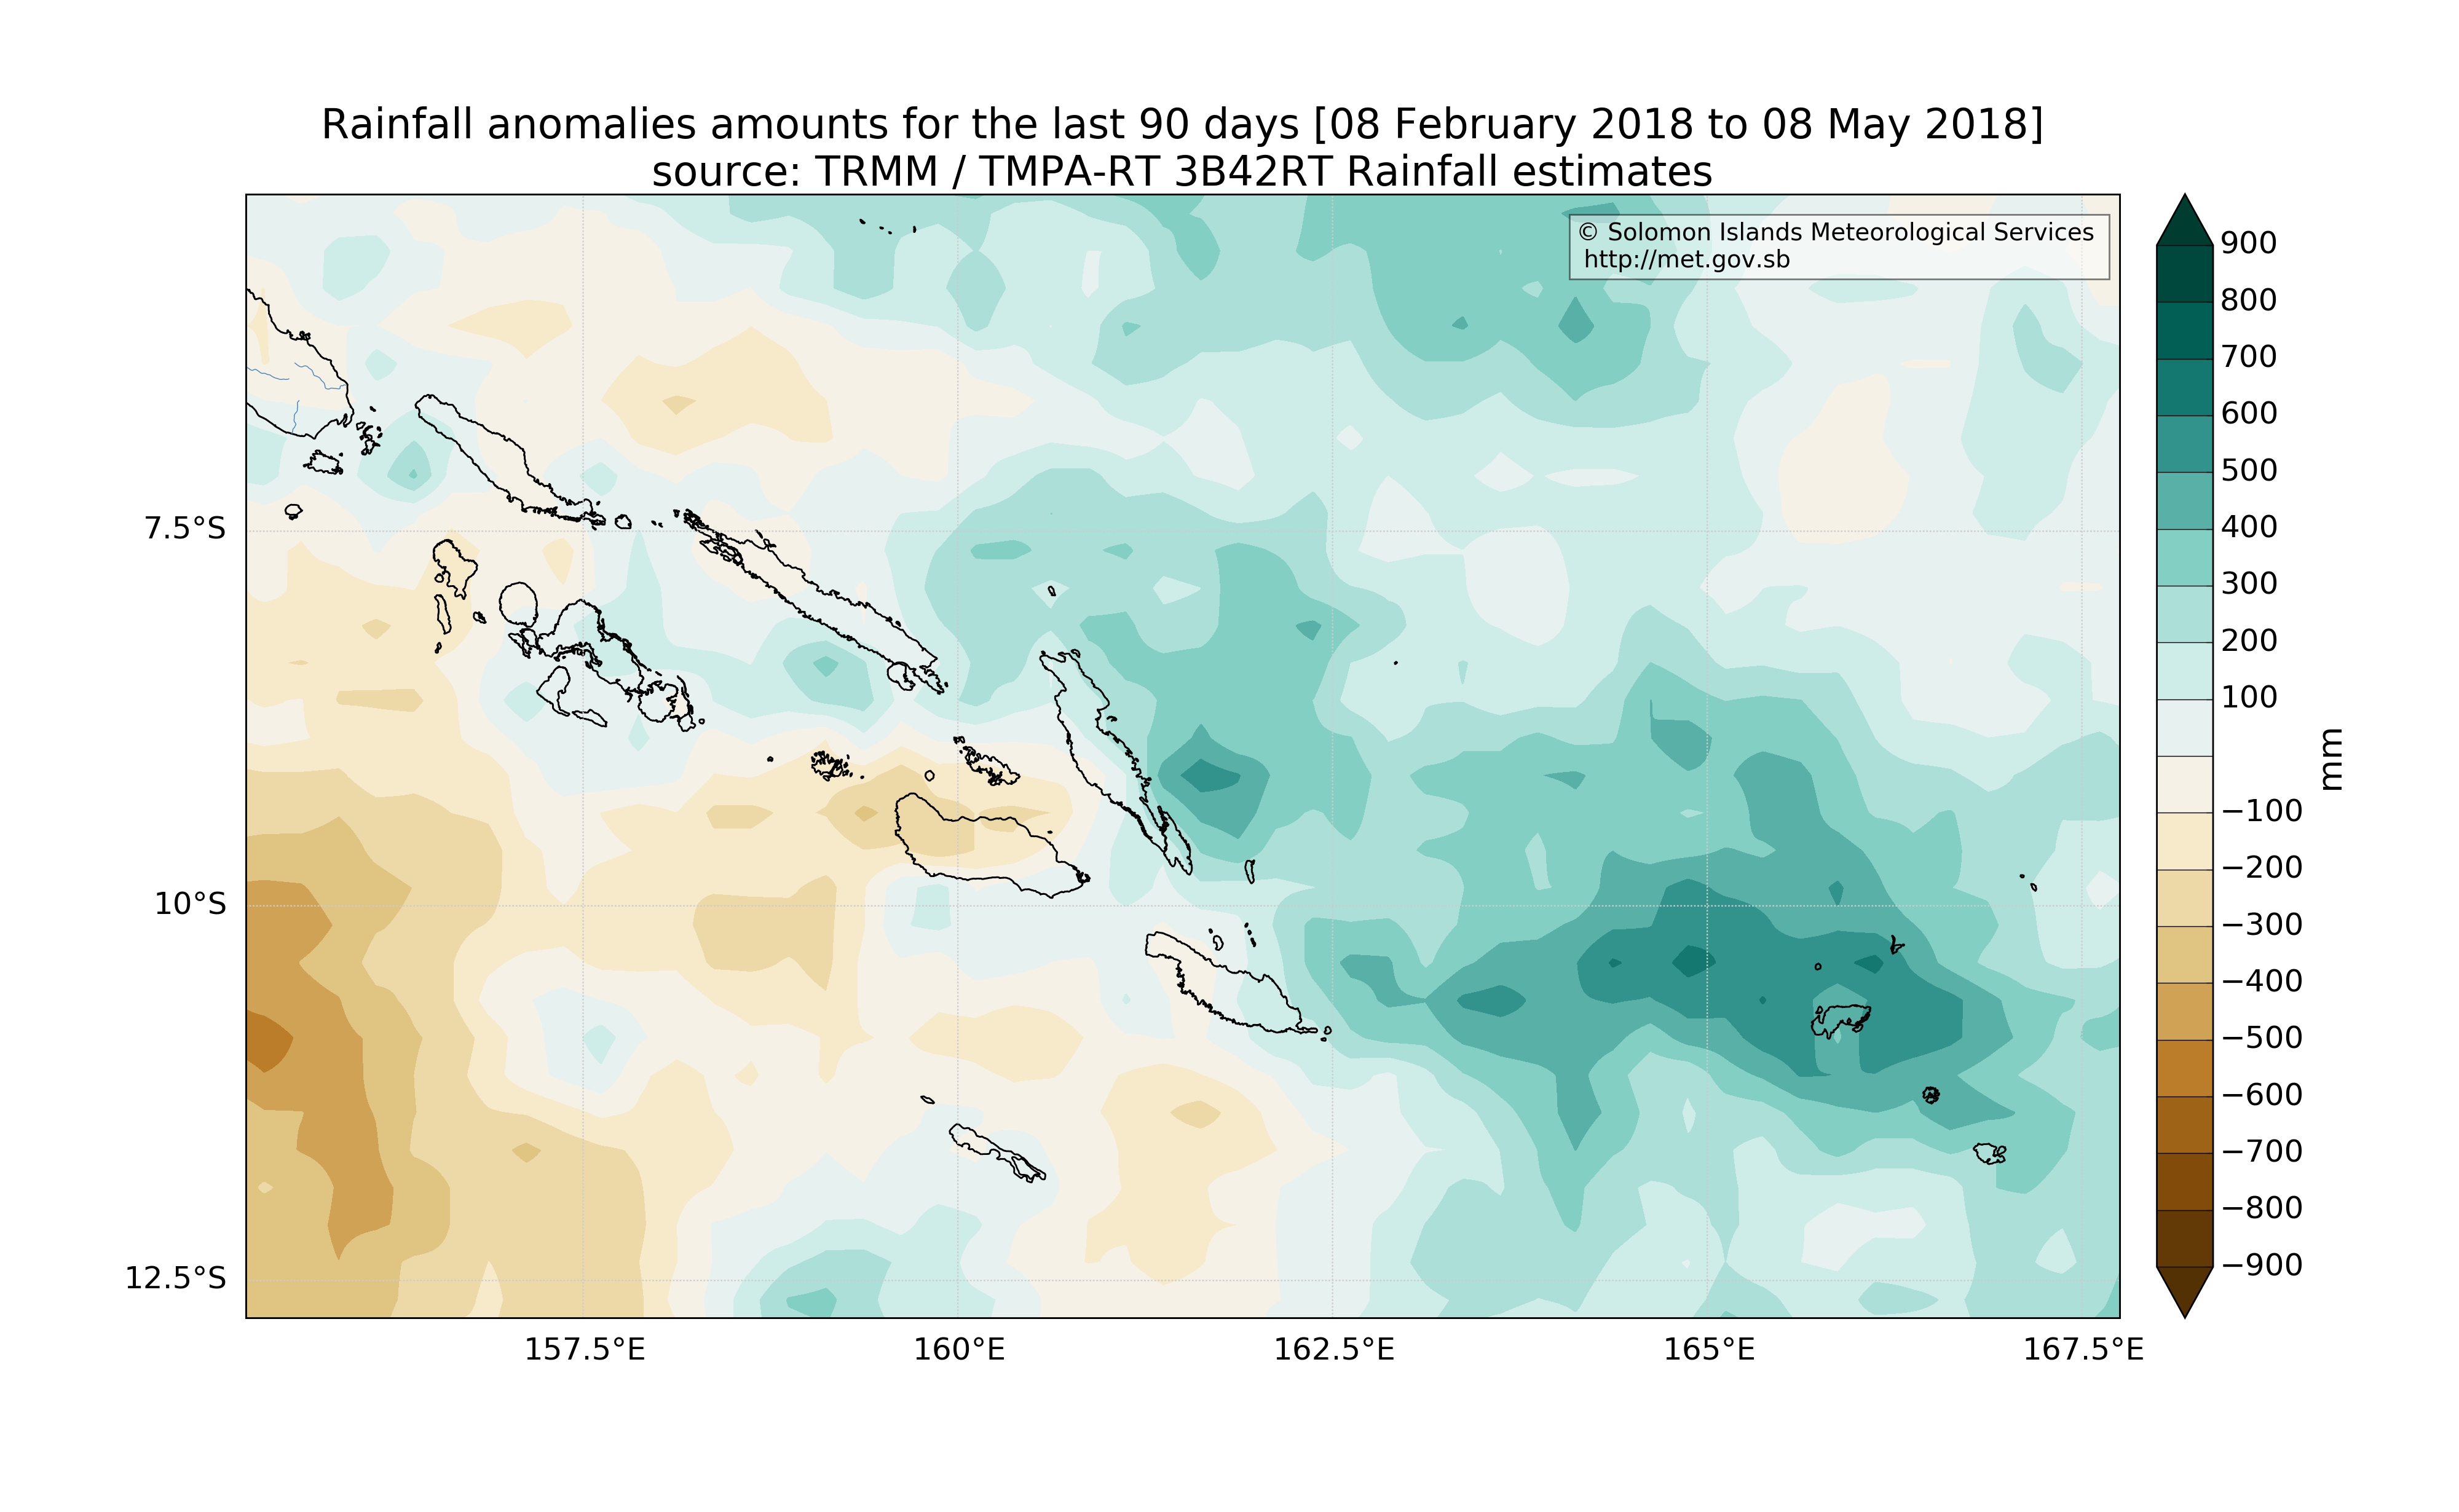 Rainfall anomalies amounts for the last 90 days [08 February 2018 to 08 May 2018]
source: TRMM / TMPA-RT 3B42RT Rainfall estimates
© Solomon Islands Meteorological Services
http://met.gov.sb
7.5°S
10°S
12.5°S
157.5°E
160°E
162.5°E
165°E
167.5°E
900
800
700
600
500
400
300
200
100
−100
−200
−300
−400
−500
−600
−700
−800
−900
mm